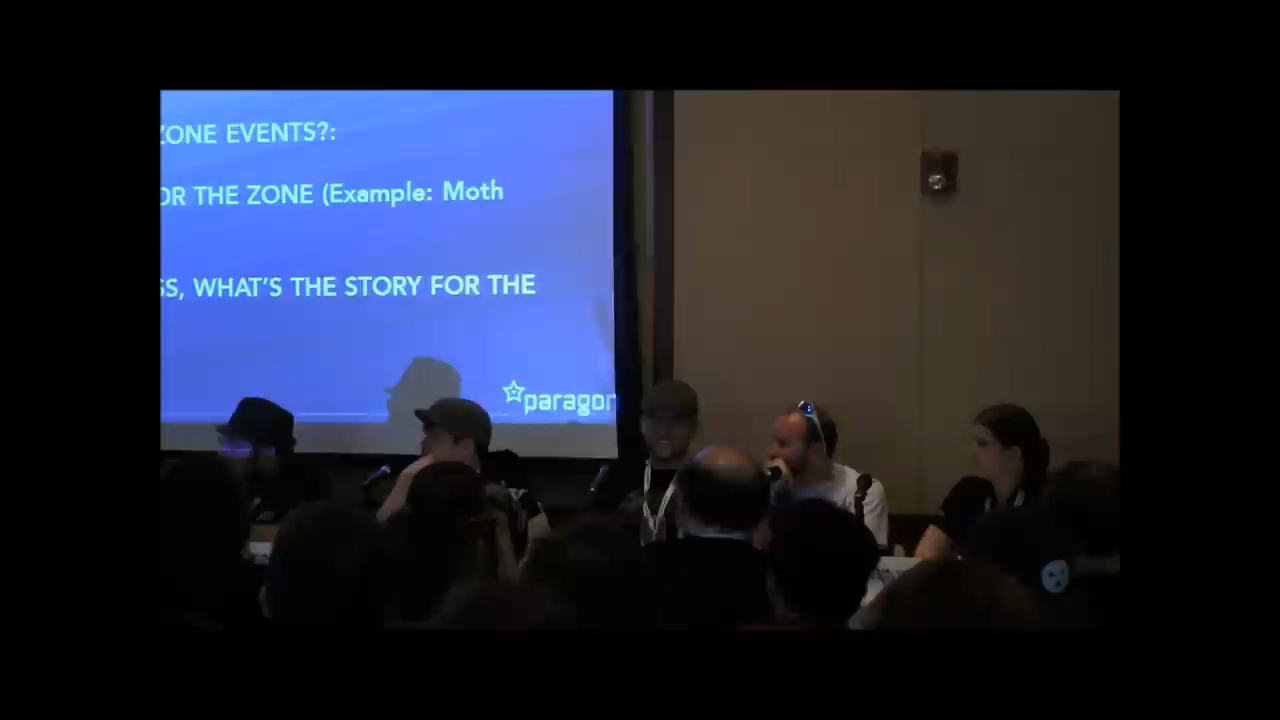 ZONE EVENTS?:
OR THE ZONE (Example: Moth
SS, WHAT'S THE STORY FOR THE
paragon